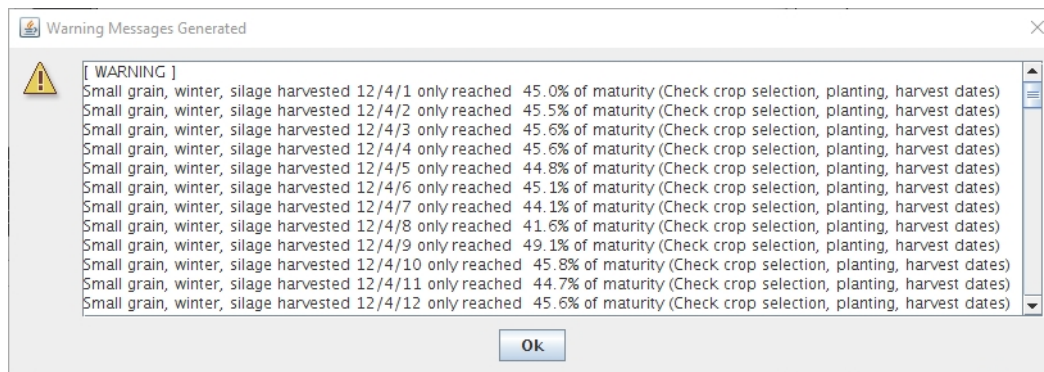 Warning Messages Generated
[ WARNING ]
Small grain, winter, silage harvested 12/4/1 only reached  45.0% of maturity (Check crop selection, planting, harvest dates)
Small grain, winter, silage harvested 12/4/2 only reached  45.5% of maturity (Check crop selection, planting, harvest dates)
Small grain, winter, silage harvested 12/4/3 only reached  45.6% of maturity (Check crop selection, planting, harvest dates)
Small grain, winter, silage harvested 12/4/4 only reached  45.6% of maturity (Check crop selection, planting, harvest dates)
Small grain, winter, silage harvested 12/4/5 only reached  44.8% of maturity (Check crop selection, planting, harvest dates)
Small grain, winter, silage harvested 12/4/6 only reached  45.1% of maturity (Check crop selection, planting, harvest dates)
Small grain, winter, silage harvested 12/4/7 only reached  44.1% of maturity (Check crop selection, planting, harvest dates)
Small grain, winter, silage harvested 12/4/8 only reached  41.6% of maturity (Check crop selection, planting, harvest dates)
Small grain, winter, silage harvested 12/4/9 only reached  49.1% of maturity (Check crop selection, planting, harvest dates)
Small grain, winter, silage harvested 12/4/10 only reached  45.8% of maturity (Check crop selection, planting, harvest dates)
Small grain, winter, silage harvested 12/4/11 only reached  44.7% of maturity (Check crop selection, planting, harvest dates)
Small grain, winter, silage harvested 12/4/12 only reached  45.6% of maturity (Check crop selection, planting, harvest dates)
Ok